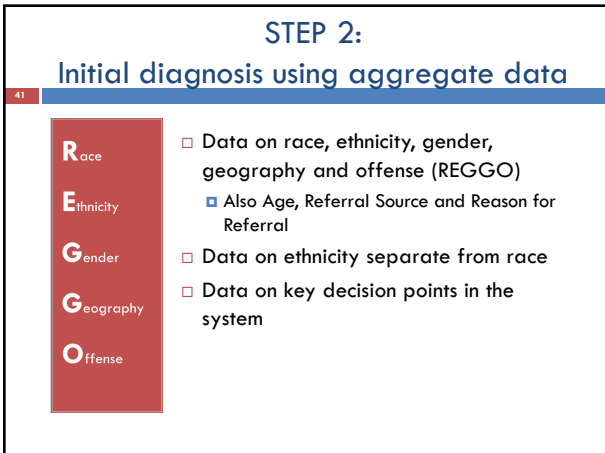 STEP 2:
Initial diagnosis using aggregate data
41
Race
Ethnicity
Gender
Geography
Offense
Data on race, ethnicity, gender,
geography and offense (REGGO)
Also Age, Referral Source and Reason for
Referral
Data on ethnicity separate from race
Data on key decision points in the
system